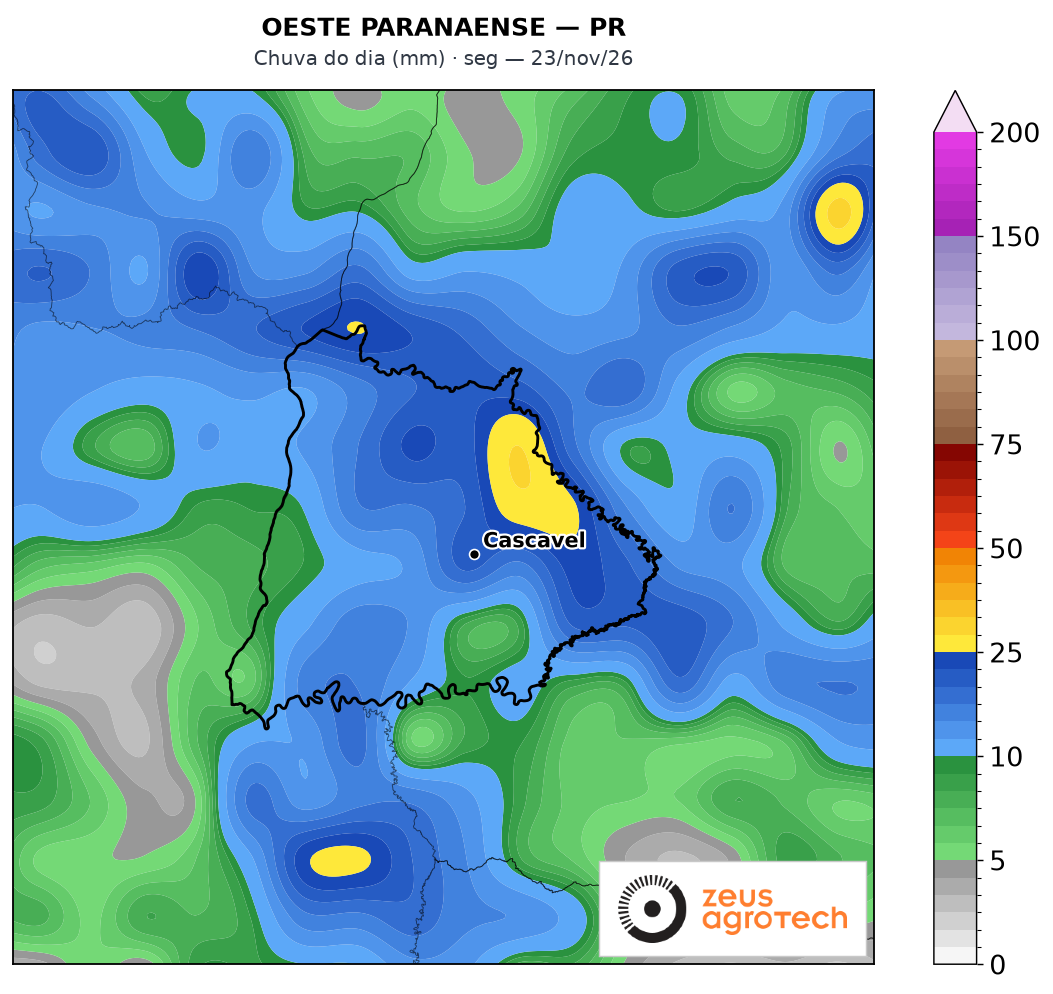 OESTE PARANAENSE — PR
Chuva do dia (mm) · seg — 23/nov/26
200
150
100
75
50
25
10
5
0
Cascavel
zeus
agrotech